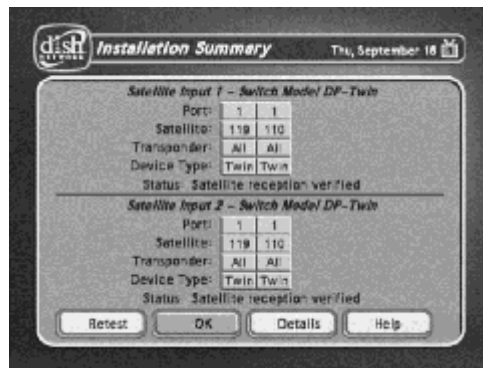 dish
NETWORK
Installation Summary
Thu, September 16
Satellite Input 1 - Switch Model DP-Twin
Port: 1 1
Satellite: 119 110
Transponder: All All
Device Type: Twin Twin
Status: Satellite reception verified
Satellite Input 2 - Switch Model DP-Twin
Port: 1 1
Satellite: 119 110
Transponder: All All
Device Type: Twin Twin
Status: Satellite reception verified
Retest
OK
Details
Help